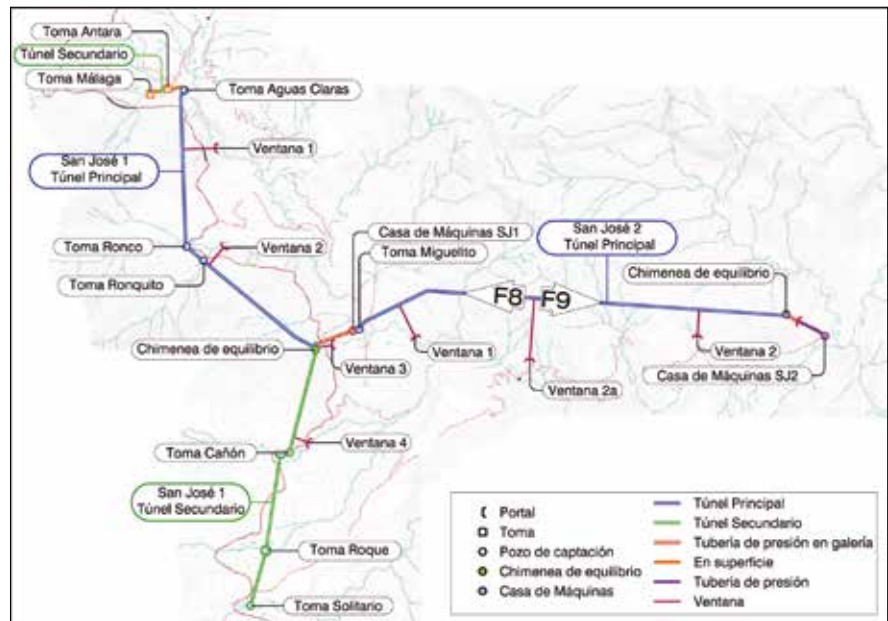 Toma Antara
Túnel Secundario
Toma Málaga
Toma Aguas Claras
Ventana 1
San José 1
Túnel Principal
Toma Ronco
Ventana 2
Toma Ronquito
Casa de Máquinas SJ1
Toma Miguelito
San José 2
Túnel Principal
Chimenea de equilibrio
F8
F9
Chimenea de equilibrio
Ventana 3
Ventana 1
Ventana 2
Casa de Máquinas SJ2
Ventana 2a
Ventana 4
Toma Cañón
San José 1
Túnel Secundario
Toma Roque
Toma Solitario
Portal
Toma
Pozo de captación
Chimenea de equilibrio
Casa de Máquinas
Túnel Principal
Túnel Secundario
Tubería de presión en galería
En superficie
Tubería de presión
Ventana